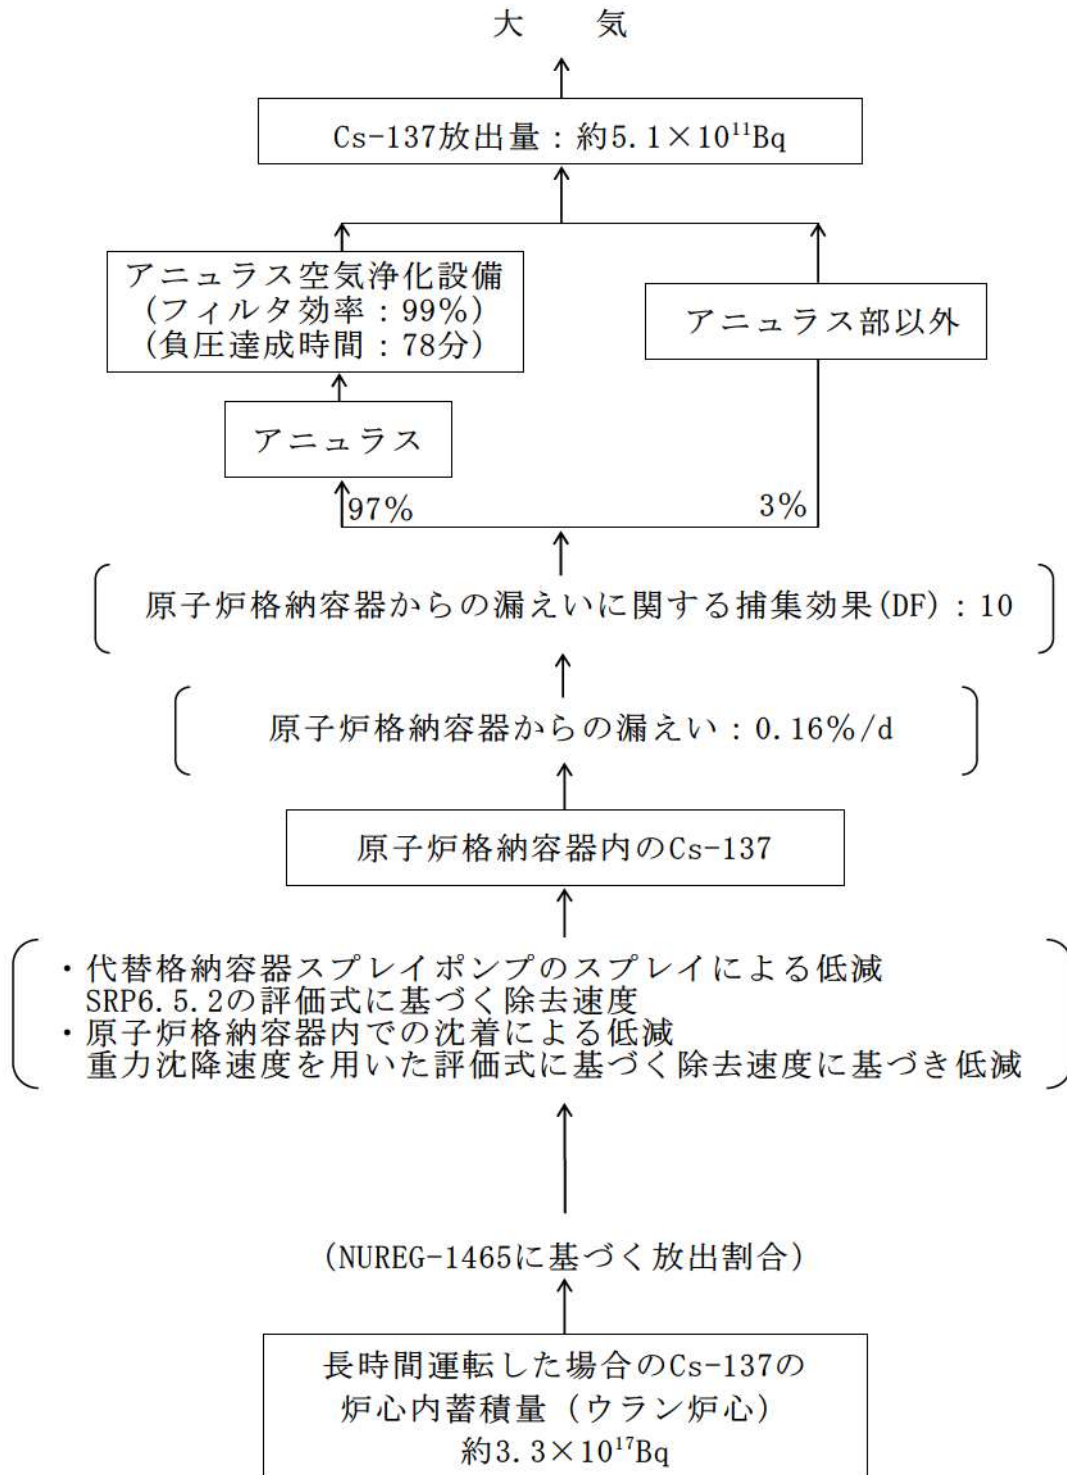 大　　気
Cs-137放出量：約5.1×10¹¹Bq
アニュラス空気浄化設備
(フィルタ効率：99%)
(負圧達成時間：78分)
アニュラス部以外
アニュラス
97%
3%
原子炉格納容器からの漏えいに関する捕集効果(DF)：10
原子炉格納容器からの漏えい：0.16%/d
原子炉格納容器内のCs-137
・代替格納容器スプレイポンプのスプレイによる低減
SRP6.5.2の評価式に基づく除去速度
・原子炉格納容器内での沈着による低減
重力沈降速度を用いた評価式に基づく除去速度に基づき低減
(NUREG-1465に基づく放出割合)
長時間運転した場合のCs-137の
炉心内蓄積量（ウラン炉心）
約3.3×10¹⁷Bq